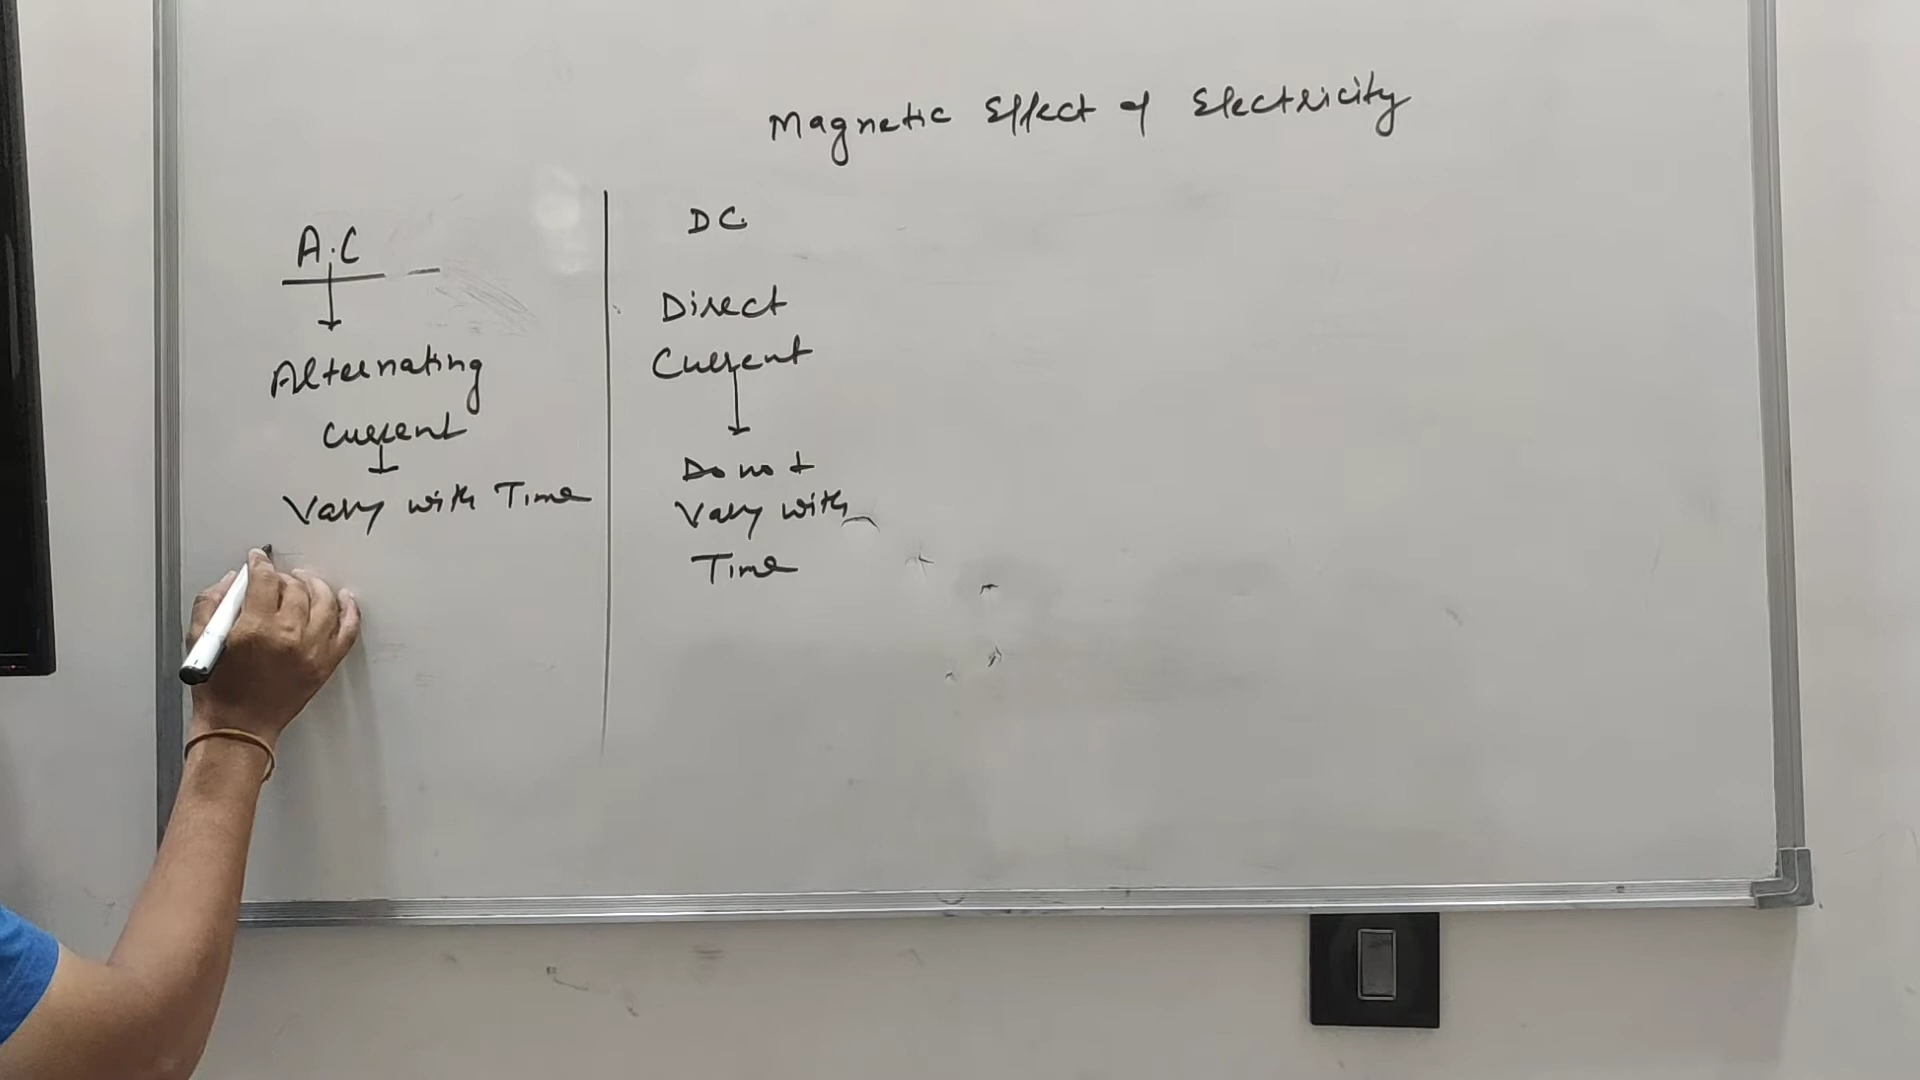 Magnetic Effect of Electricity
A.C
Alternating
Current
Vary with Time
DC
Direct
Current
Do not
Vary with
Time